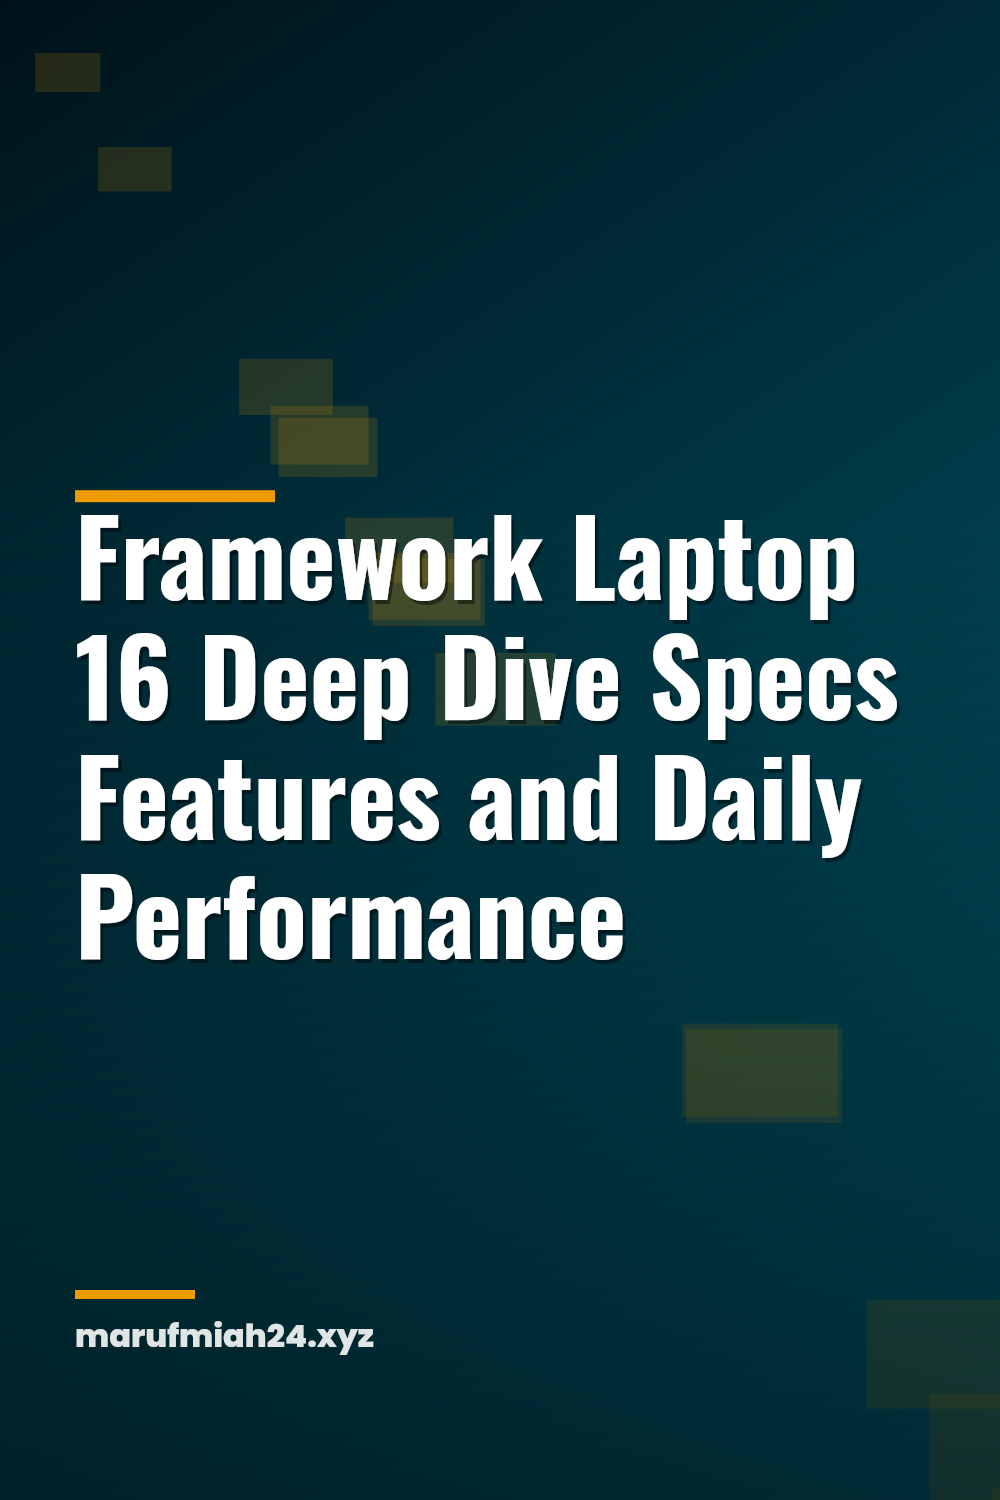 Framework Laptop
16 Deep Dive Specs
Features and Daily
Performance
marufmiah24.xyz